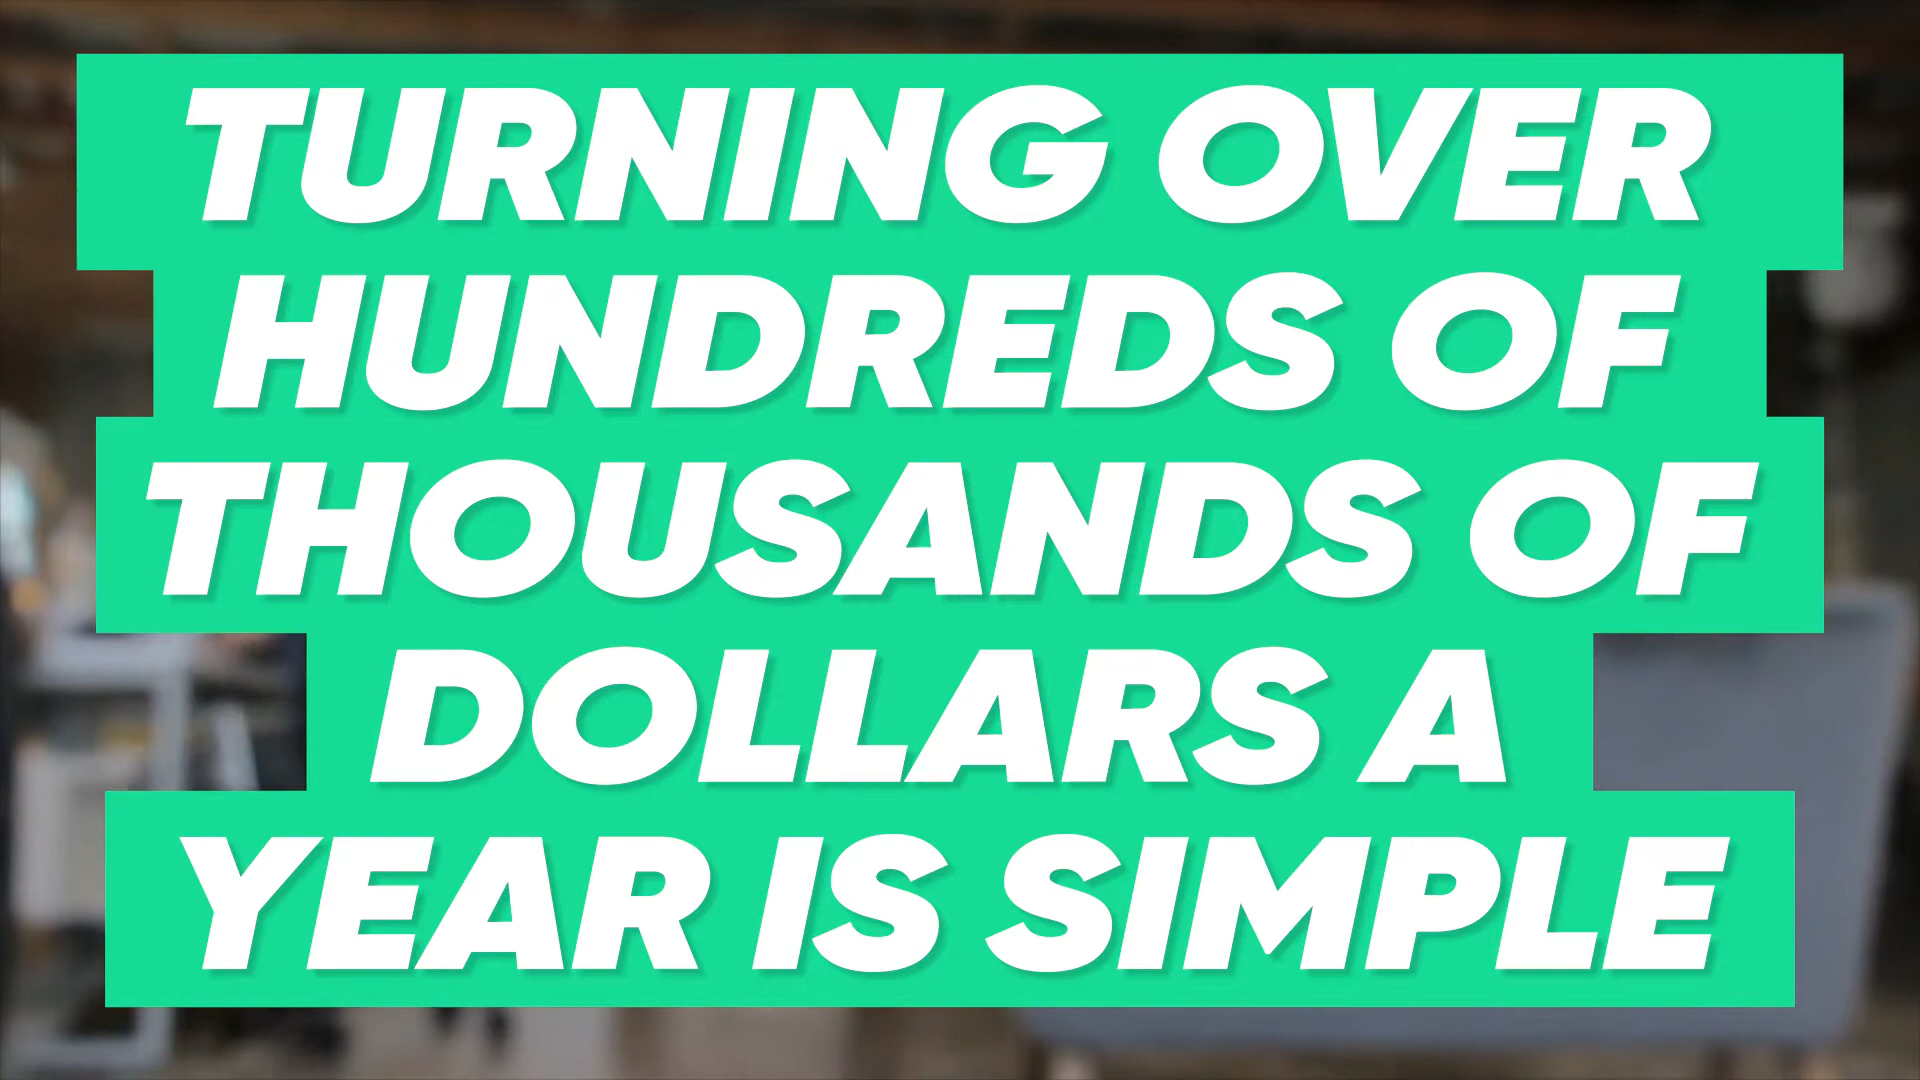 TURNING OVER
HUNDREDS OF
THOUSANDS OF
DOLLARS A
YEAR IS SIMPLE